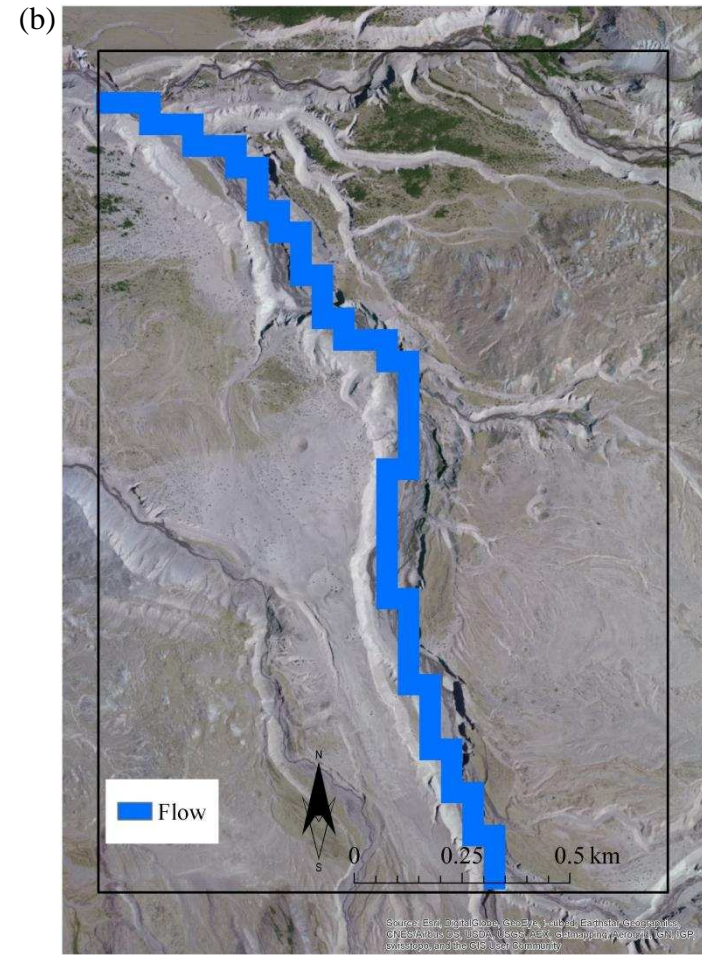 (b)
N
Flow
S
0 0.25 0.5 km
Source: Esri, DigitalGlobe, GeoEye, i-cubed, Earthstar Geographics,
CNES/Airbus DS, USDA, USGS, AEX, Getmapping, Aerogrid, IGN, IGP,
swisstopo, and the GIS User Community